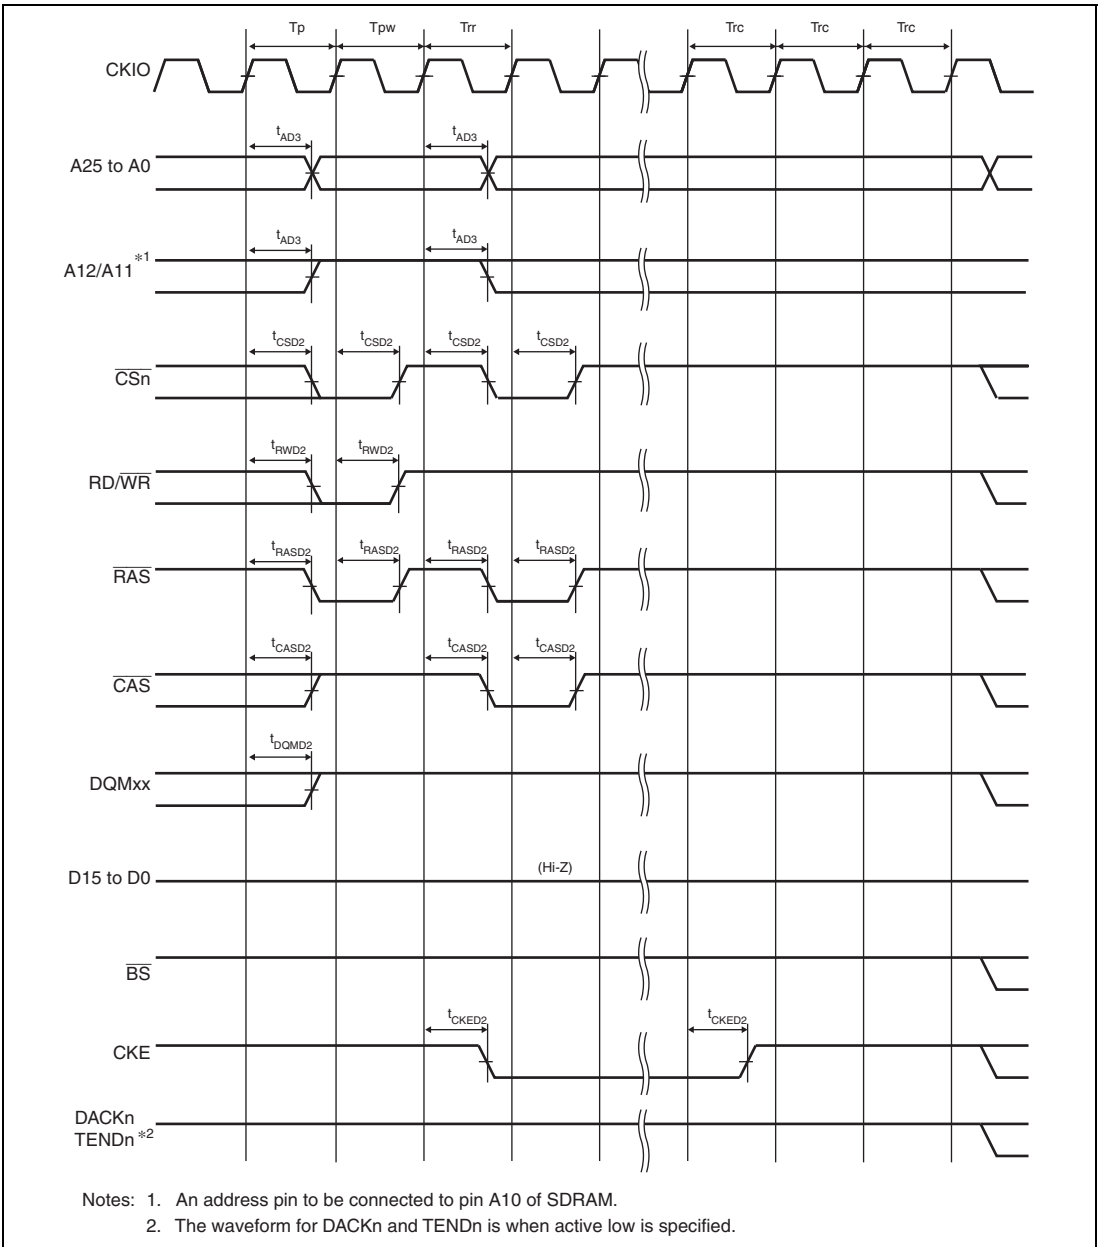 Tp Tpw Trr Trc Trc Trc
CKIO
tAD3 tAD3
A25 to A0
tAD3 tAD3
A12/A11 *1
tCSD2 tCSD2 tCSD2 tCSD2
CSn
tRWD2 tRWD2
RD/WR
tRASD2 tRASD2 tRASD2 tRASD2
RAS
tCASD2 tCASD2 tCASD2
CAS
tDQMD2
DQMxx
(Hi-Z)
D15 to D0
BS
tCKED2 tCKED2
CKE
DACKn
TENDn *2
Notes: 1. An address pin to be connected to pin A10 of SDRAM.
2. The waveform for DACKn and TENDn is when active low is specified.